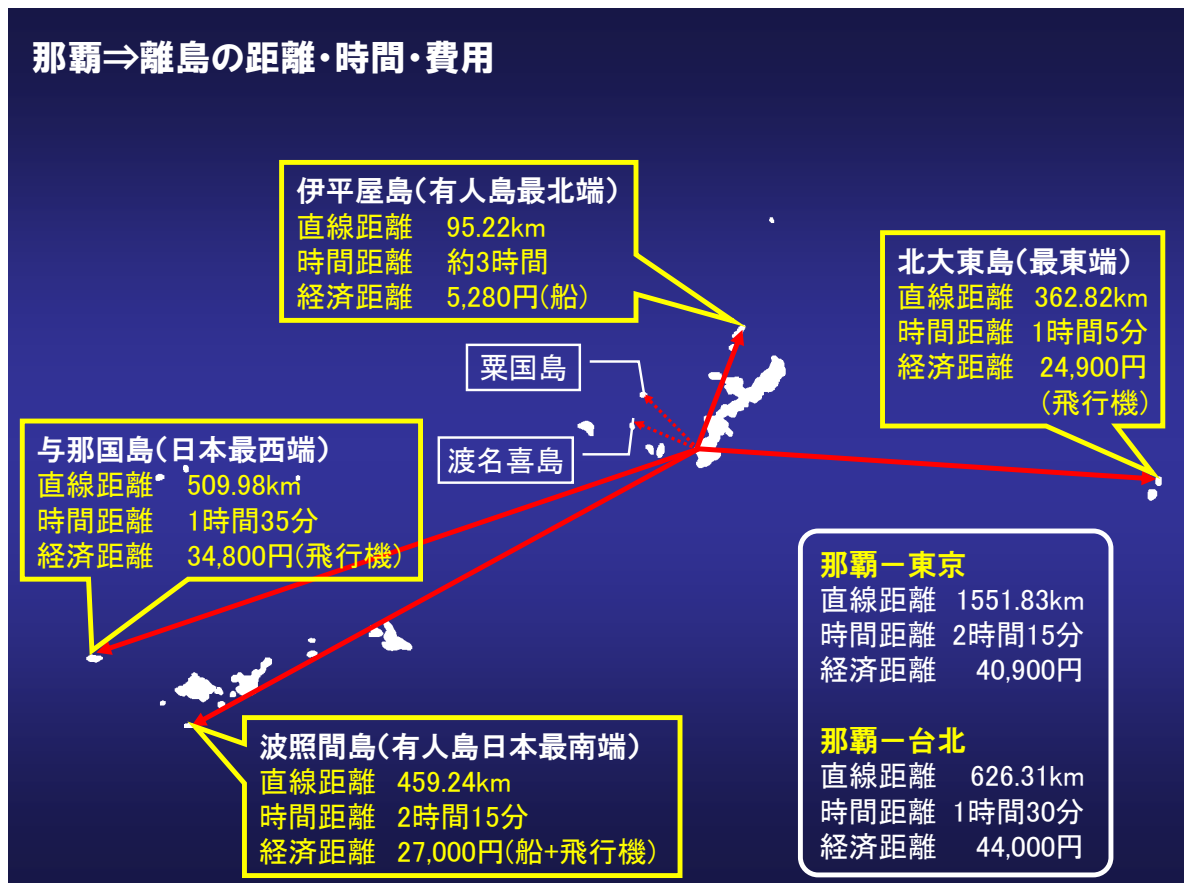 那覇⇒離島の距離・時間・費用
伊平屋島(有人島最北端)
直線距離 95.22km
時間距離 約3時間
経済距離 5,280円(船)
北大東島(最東端)
直線距離 362.82km
時間距離 1時間5分
経済距離 24,900円
(飛行機)
粟国島
渡名喜島
与那国島(日本最西端)
直線距離 509.98km
時間距離 1時間35分
経済距離 34,800円(飛行機)
波照間島(有人島日本最南端)
直線距離 459.24km
時間距離 2時間15分
経済距離 27,000円(船+飛行機)
那覇－東京
直線距離 1551.83km
時間距離 2時間15分
経済距離 40,900円
那覇－台北
直線距離 626.31km
時間距離 1時間30分
経済距離 44,000円